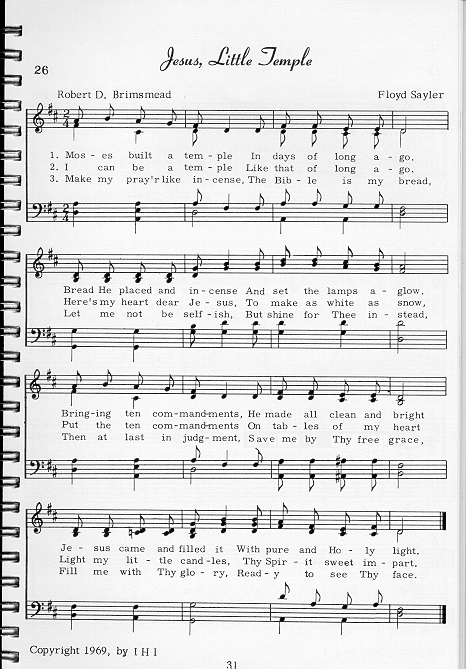 Jesus, Little Temple
26
Robert D. Brimsmead Floyd Sayler
2 4
1. Mos - es built a tem - ple In days of long a - go.
2. I can be a tem - ple Like that of long a - go.
3. Make my pray'r like in - cense, The Bib - le is my bread,
2 4
Bread He placed and in - cense And set the lamps a - glow.
Here's my heart dear Je - sus, To make as white as snow,
Let me not be self - ish, But shine for Thee in - stead,
Bring - ing ten com - mand - ments, He made all clean and bright
Put the ten com - mand - ments On tab - les of my heart
Then at last in judg - ment, Save me by Thy free grace,
Je - sus came and filled it With pure and Ho - ly light.
Light my lit - tle can - dles, Thy Spir - it sweet im - part.
Fill me with Thy glo - ry, Read - y to see Thy face.
Copyright 1969, by I H I
31